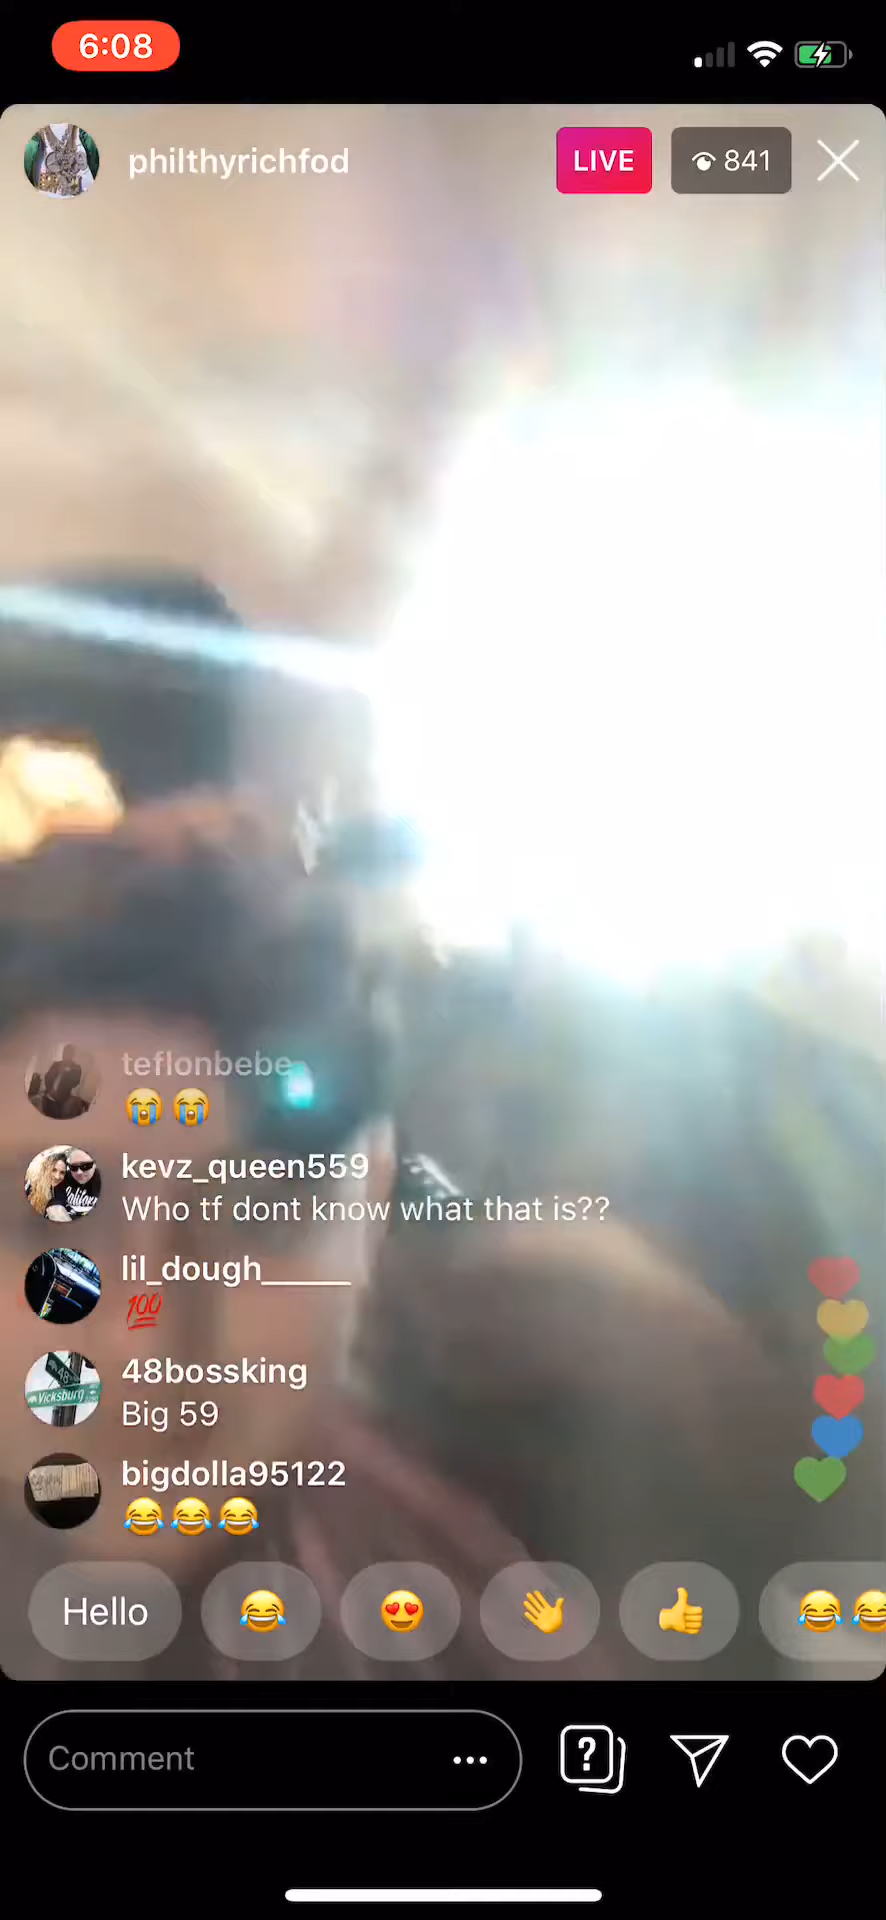 6:08
philthyrichfod
LIVE
841
teflonbebe
😭😭
kevz_queen559
Who tf dont know what that is??
lil_dough______
💯
48bossking
Big 59
bigdolla95122
😂😂😂
Hello 😂 😍 👋 👍 😂😂
Comment